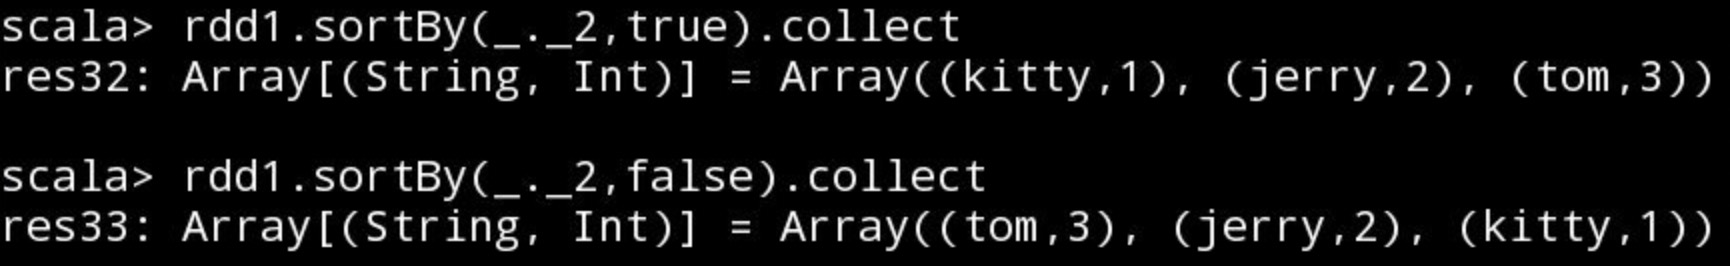 scala> rdd1.sortBy(_._2,true).collect
res32: Array[(String, Int)] = Array((kitty,1), (jerry,2), (tom,3))
scala> rdd1.sortBy(_._2,false).collect
res33: Array[(String, Int)] = Array((tom,3), (jerry,2), (kitty,1))